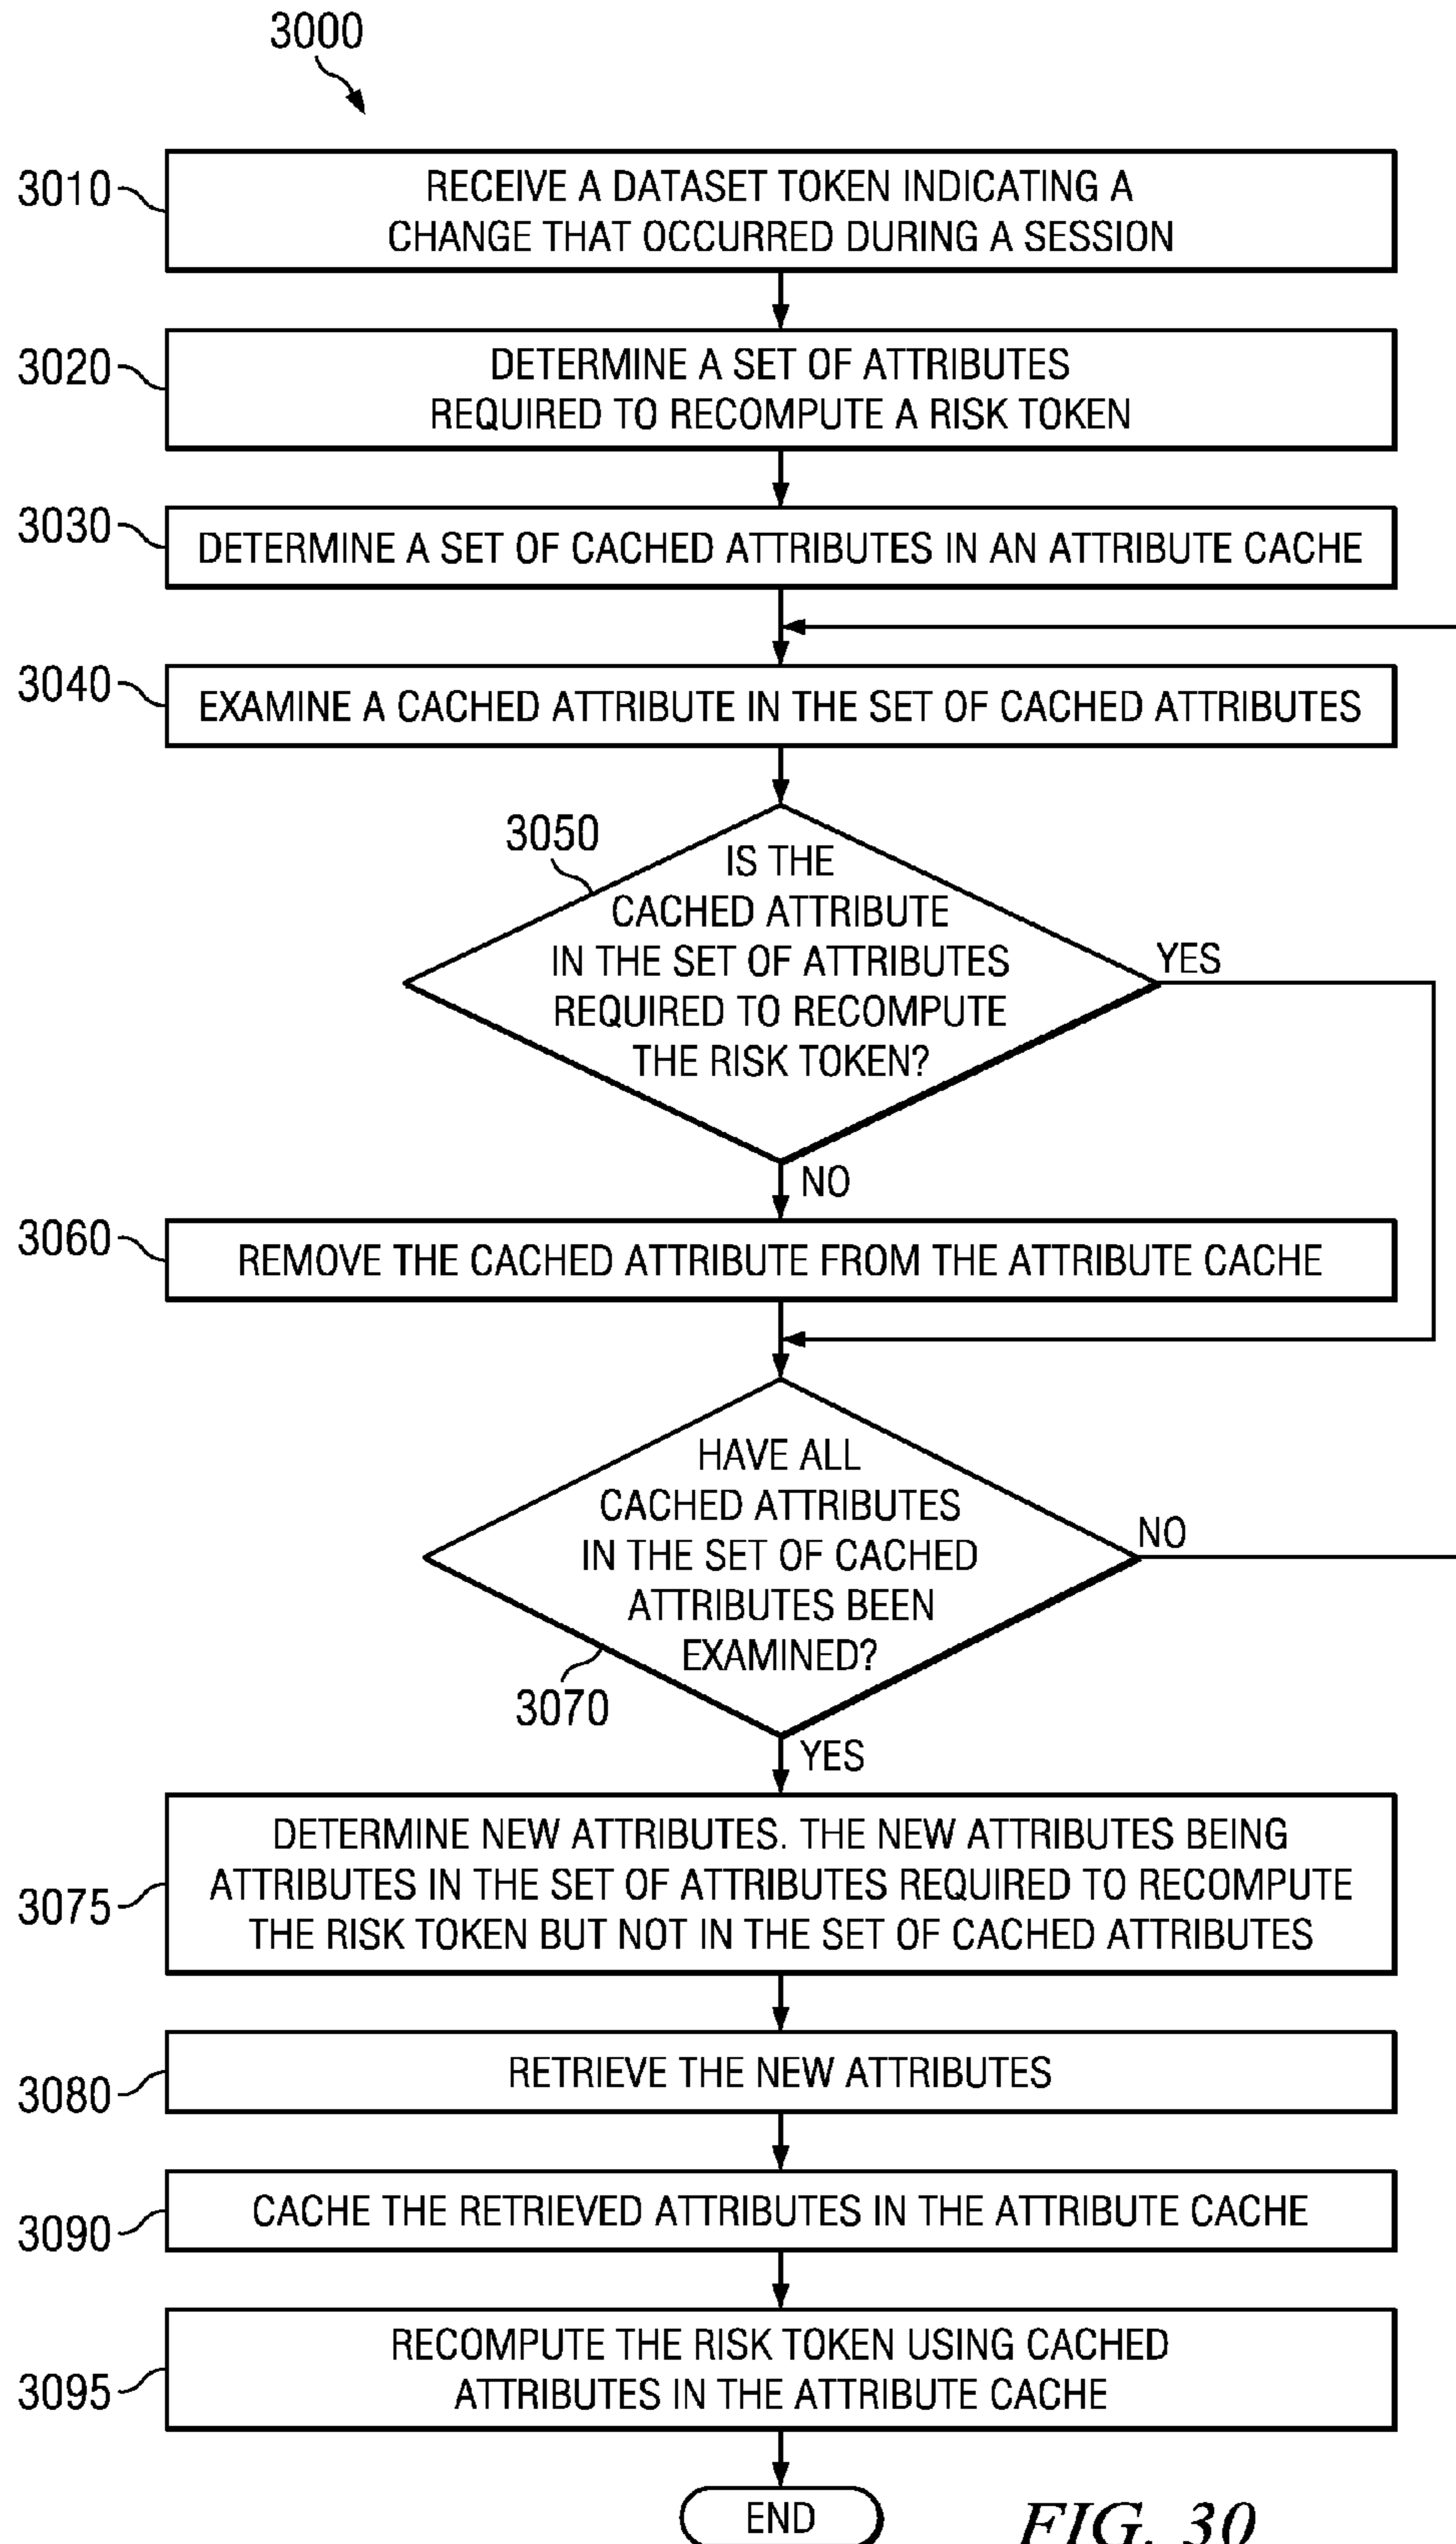 3000
3010
RECEIVE A DATASET TOKEN INDICATING A
CHANGE THAT OCCURRED DURING A SESSION
3020
DETERMINE A SET OF ATTRIBUTES
REQUIRED TO RECOMPUTE A RISK TOKEN
3030
DETERMINE A SET OF CACHED ATTRIBUTES IN AN ATTRIBUTE CACHE
3040
EXAMINE A CACHED ATTRIBUTE IN THE SET OF CACHED ATTRIBUTES
3050
IS THE
CACHED ATTRIBUTE
IN THE SET OF ATTRIBUTES
REQUIRED TO RECOMPUTE
THE RISK TOKEN?
YES
NO
3060
REMOVE THE CACHED ATTRIBUTE FROM THE ATTRIBUTE CACHE
HAVE ALL
CACHED ATTRIBUTES
IN THE SET OF CACHED
ATTRIBUTES BEEN
EXAMINED?
NO
3070
YES
3075
DETERMINE NEW ATTRIBUTES. THE NEW ATTRIBUTES BEING
ATTRIBUTES IN THE SET OF ATTRIBUTES REQUIRED TO RECOMPUTE
THE RISK TOKEN BUT NOT IN THE SET OF CACHED ATTRIBUTES
3080
RETRIEVE THE NEW ATTRIBUTES
3090
CACHE THE RETRIEVED ATTRIBUTES IN THE ATTRIBUTE CACHE
3095
RECOMPUTE THE RISK TOKEN USING CACHED
ATTRIBUTES IN THE ATTRIBUTE CACHE
END
FIG. 30